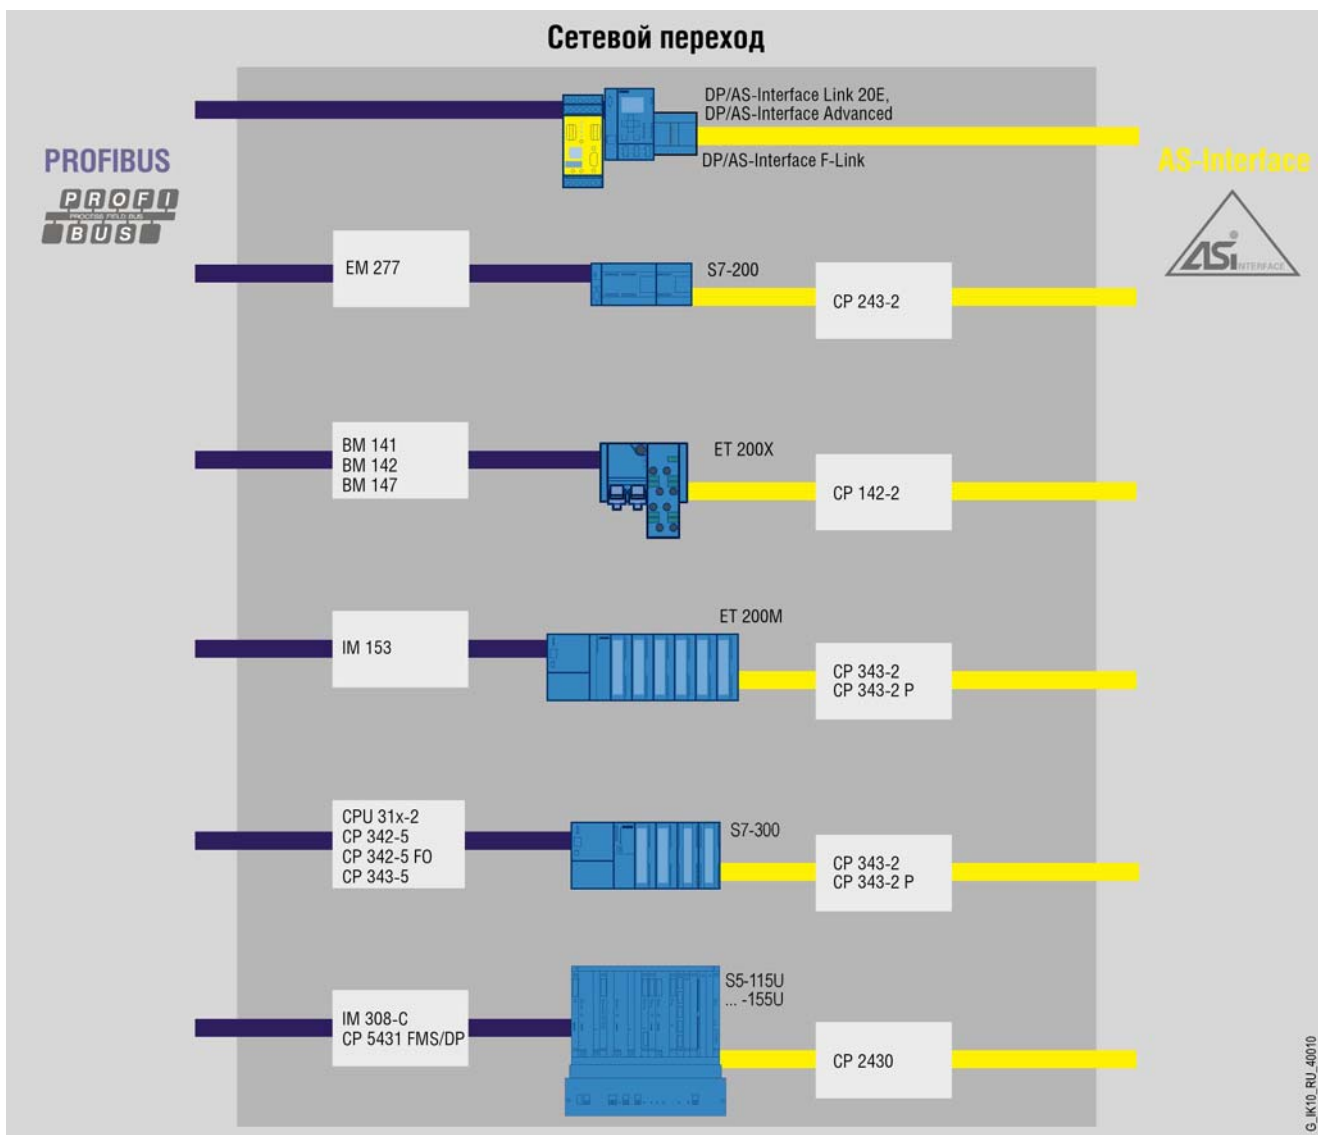 Сетевой переход
DP/AS-Interface Link 20E,
DP/AS-Interface Advanced
DP/AS-Interface F-Link
PROFIBUS
PROFI
PROCESS FIELD BUS
BUS
AS-Interface
ASi INTERFACE
EM 277
S7-200
CP 243-2
BM 141
BM 142
BM 147
ET 200X
CP 142-2
IM 153
ET 200M
CP 343-2
CP 343-2 P
CPU 31x-2
CP 342-5
CP 342-5 FO
CP 343-5
S7-300
CP 343-2
CP 343-2 P
IM 308-C
CP 5431 FMS/DP
S5-115U
... -155U
CP 2430
G_IK10_RU_40010